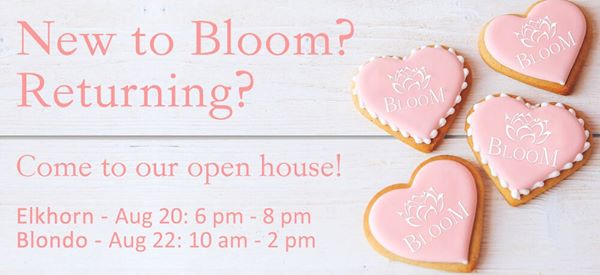 New to Bloom?
Returning?
Come to our open house!
Elkhorn - Aug 20: 6 pm - 8 pm
Blondo - Aug 22: 10 am - 2 pm
BLOOM
BLOOM
BLOOM
BLOOM